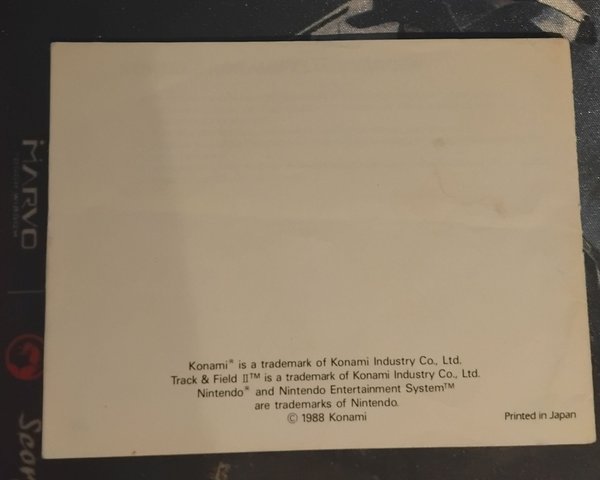 Konami® is a trademark of Konami Industry Co., Ltd.
Track & Field II™ is a trademark of Konami Industry Co., Ltd.
Nintendo® and Nintendo Entertainment System™
are trademarks of Nintendo.
© 1988 Konami
Printed in Japan
MARVO
Scor